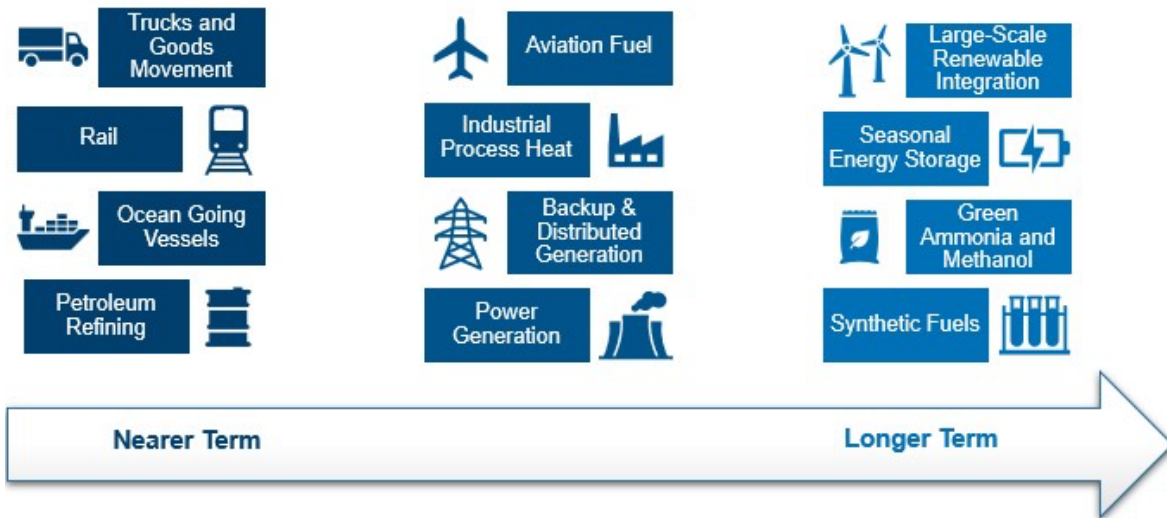 Trucks and
Goods
Movement
Rail
Ocean Going
Vessels
Petroleum
Refining
Aviation Fuel
Industrial
Process Heat
Backup &
Distributed
Generation
Power
Generation
Large-Scale
Renewable
Integration
Seasonal
Energy Storage
Green
Ammonia and
Methanol
Synthetic Fuels
Nearer Term
Longer Term